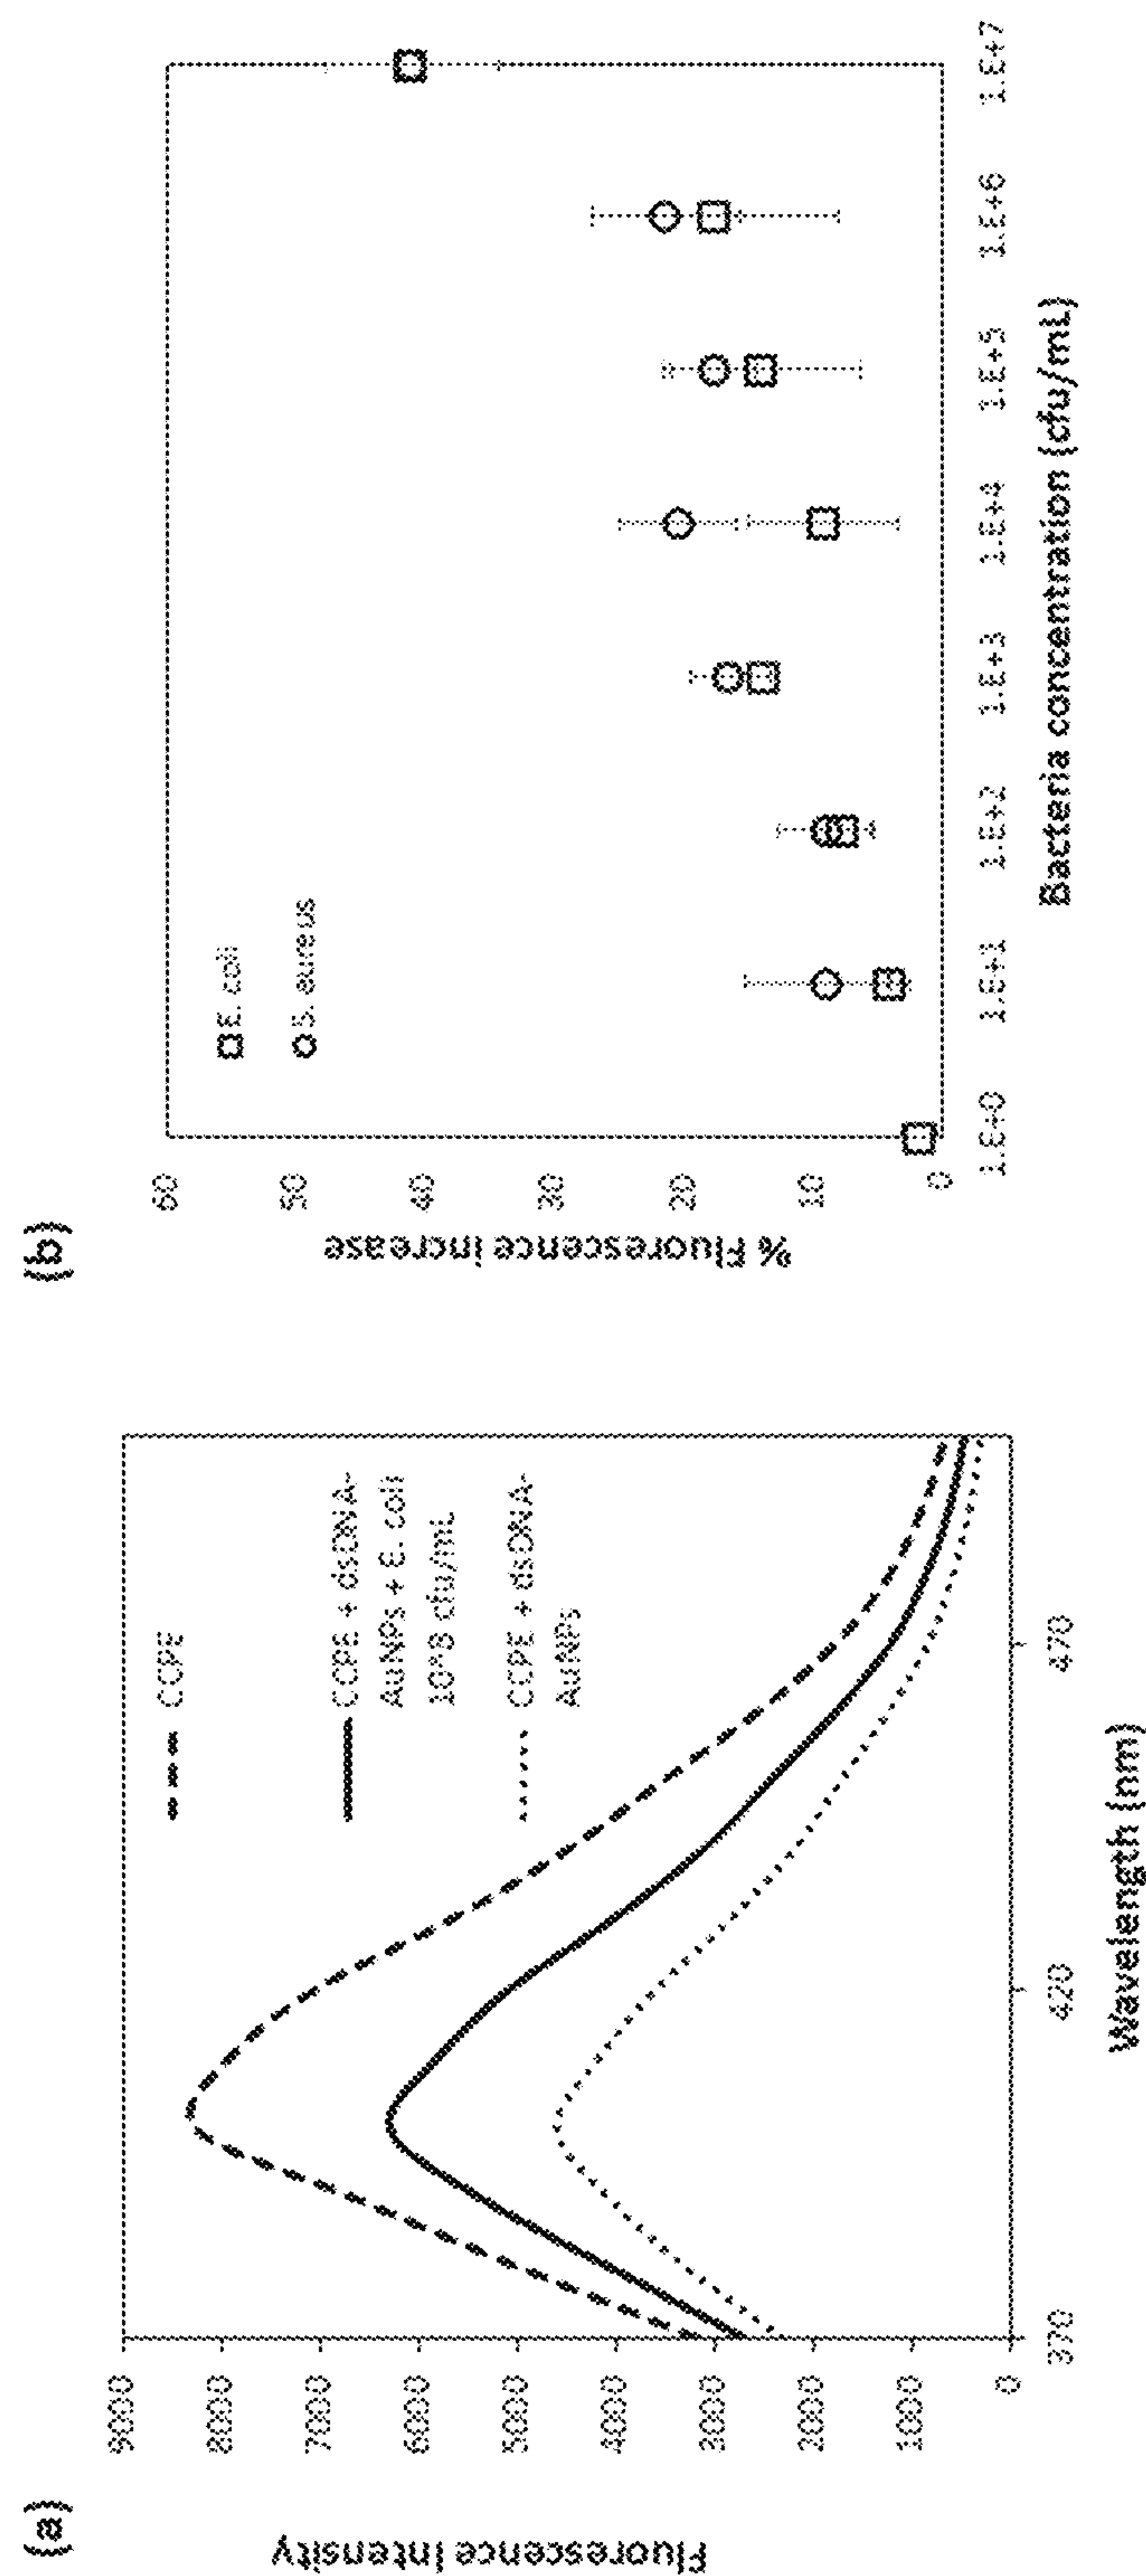 (a)
Fluorescence Intensity
9000
8000
7000
6000
5000
4000
3000
2000
1000
0
370
420
470
Wavelength (nm)
CCPE
CCPE + dsDNA-
AuNPs + E. coli
10^8 cfu/mL
CCPE + dsDNA-
AuNPs
(b)
% Fluorescence increase
60
50
40
30
20
10
0
1.E+0
1.E+1
1.E+2
1.E+3
1.E+4
1.E+5
1.E+6
1.E+7
Bacteria concentration (cfu/mL)
E. coli
S. aureus